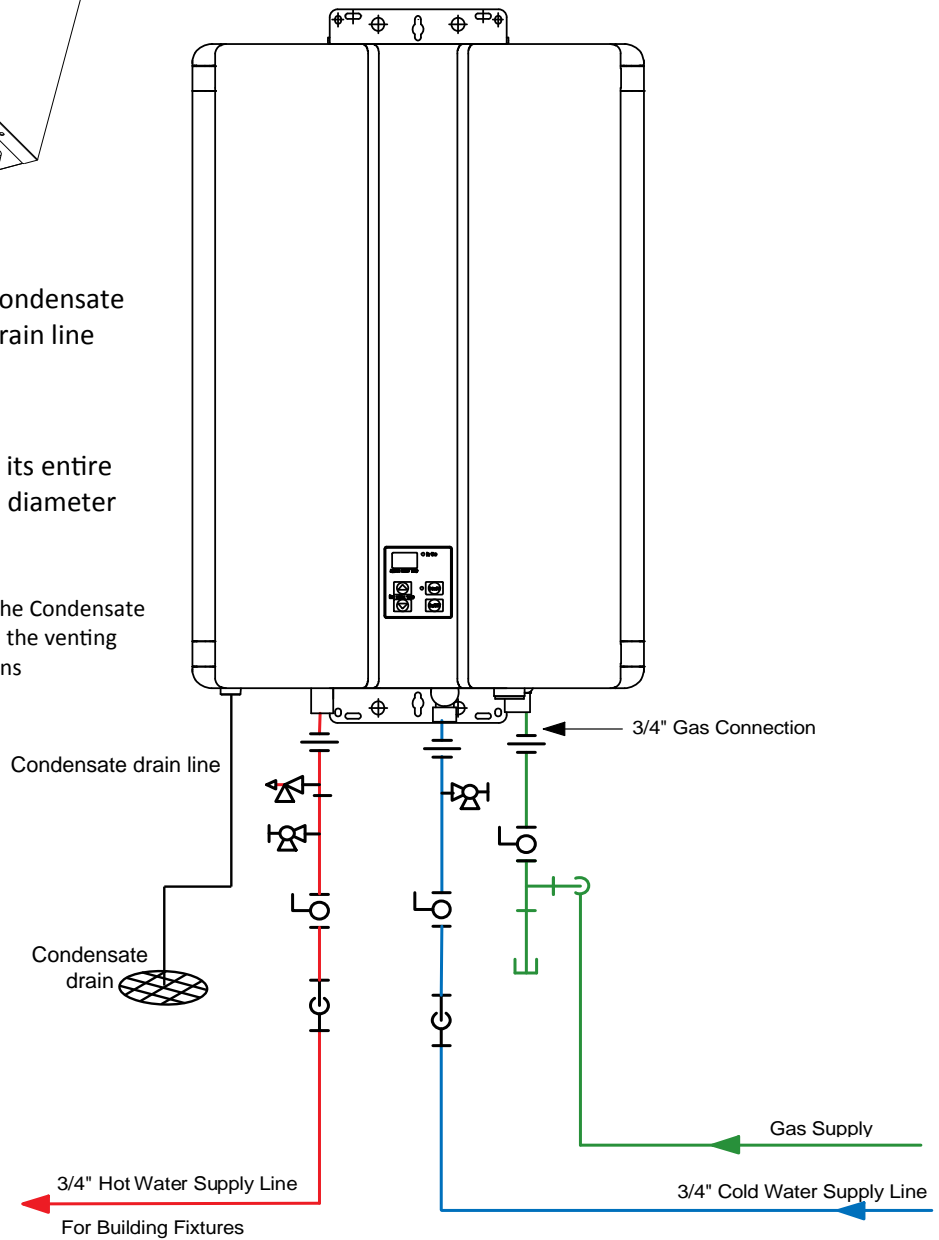 ondensate
rain line
its entire
diameter
he Condensate
the venting
ns
3/4" Gas Connection
Condensate drain line
Condensate
drain
Gas Supply
3/4" Hot Water Supply Line
3/4" Cold Water Supply Line
For Building Fixtures